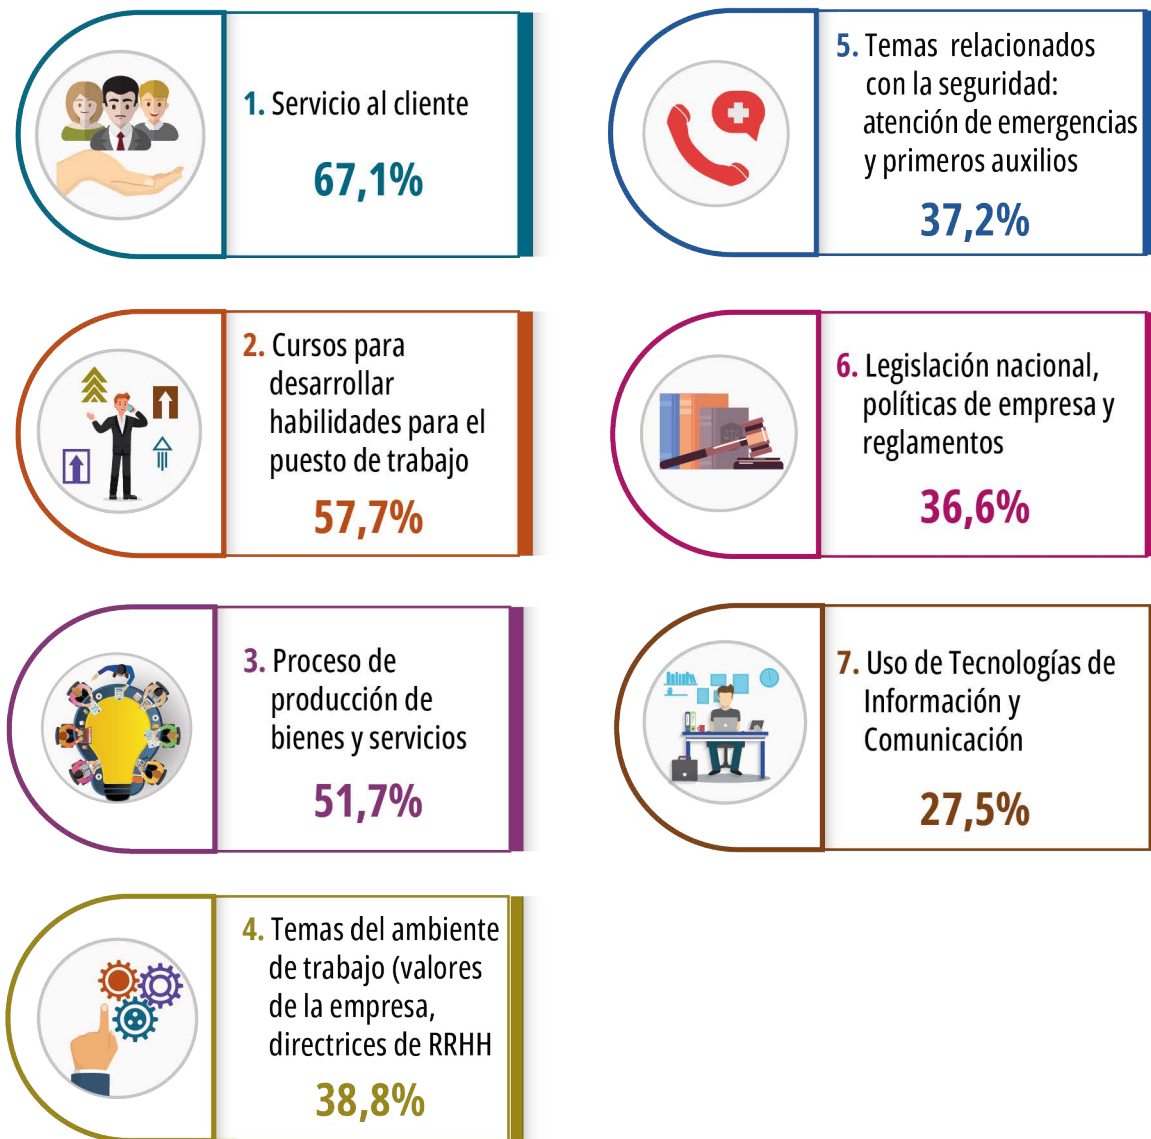 1. Servicio al cliente
67,1%
2. Cursos para
desarrollar
habilidades para el
puesto de trabajo
57,7%
3. Proceso de
producción de
bienes y servicios
51,7%
4. Temas del ambiente
de trabajo (valores
de la empresa,
directrices de RRHH
38,8%
5. Temas relacionados
con la seguridad:
atención de emergencias
y primeros auxilios
37,2%
6. Legislación nacional,
políticas de empresa y
reglamentos
36,6%
7. Uso de Tecnologías de
Información y
Comunicación
27,5%